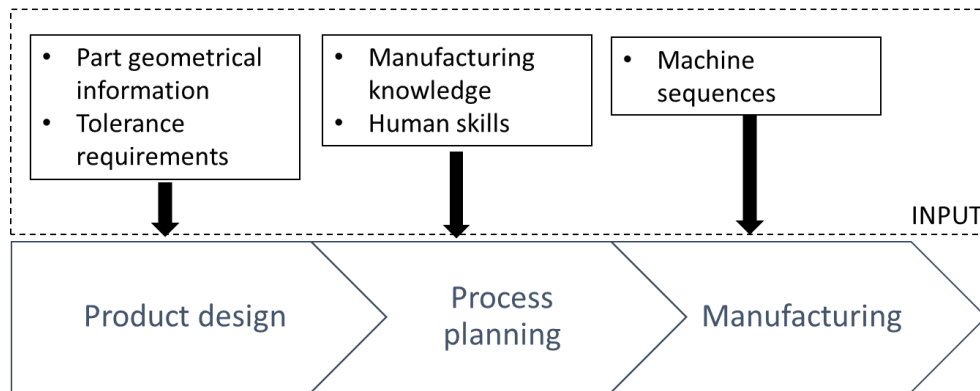 • Part geometrical
information
• Tolerance
requirements
• Manufacturing
knowledge
• Human skills
• Machine
sequences
INPUT
Product design
Process
planning
Manufacturing